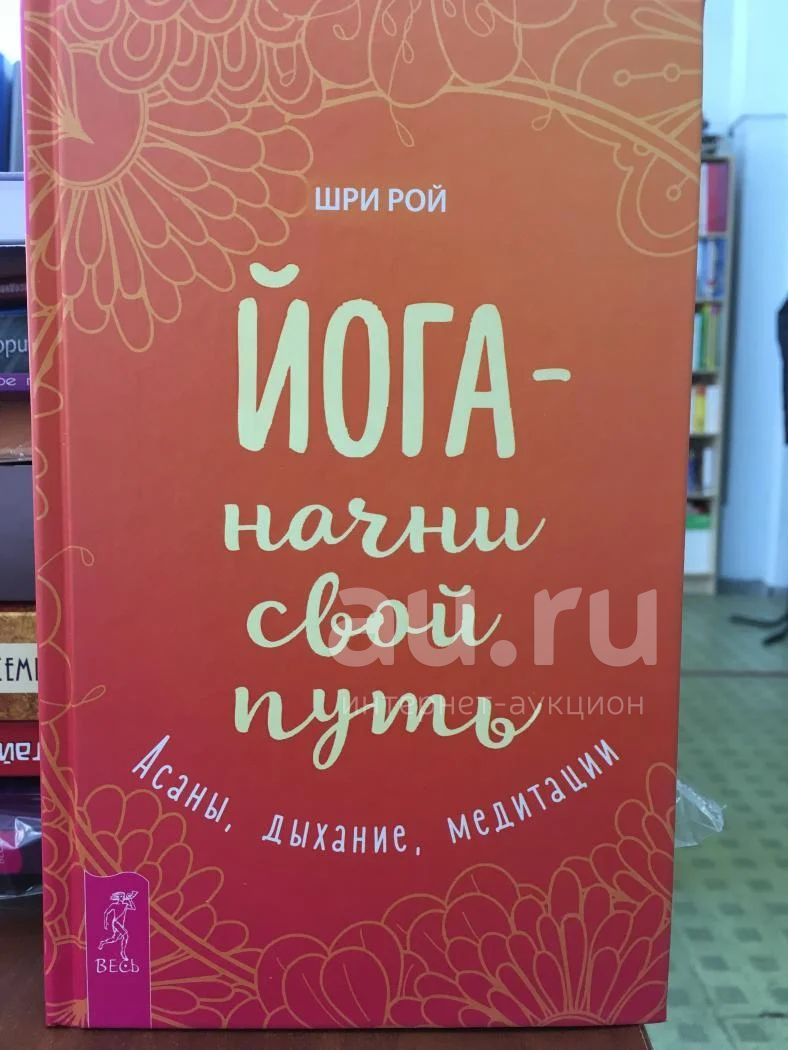 ШРИ РОЙ
ЙОГА-
начни
свой
путь
Асаны, дыхание, медитации
ВЕСЬ
au.ru
интернет-аукцион